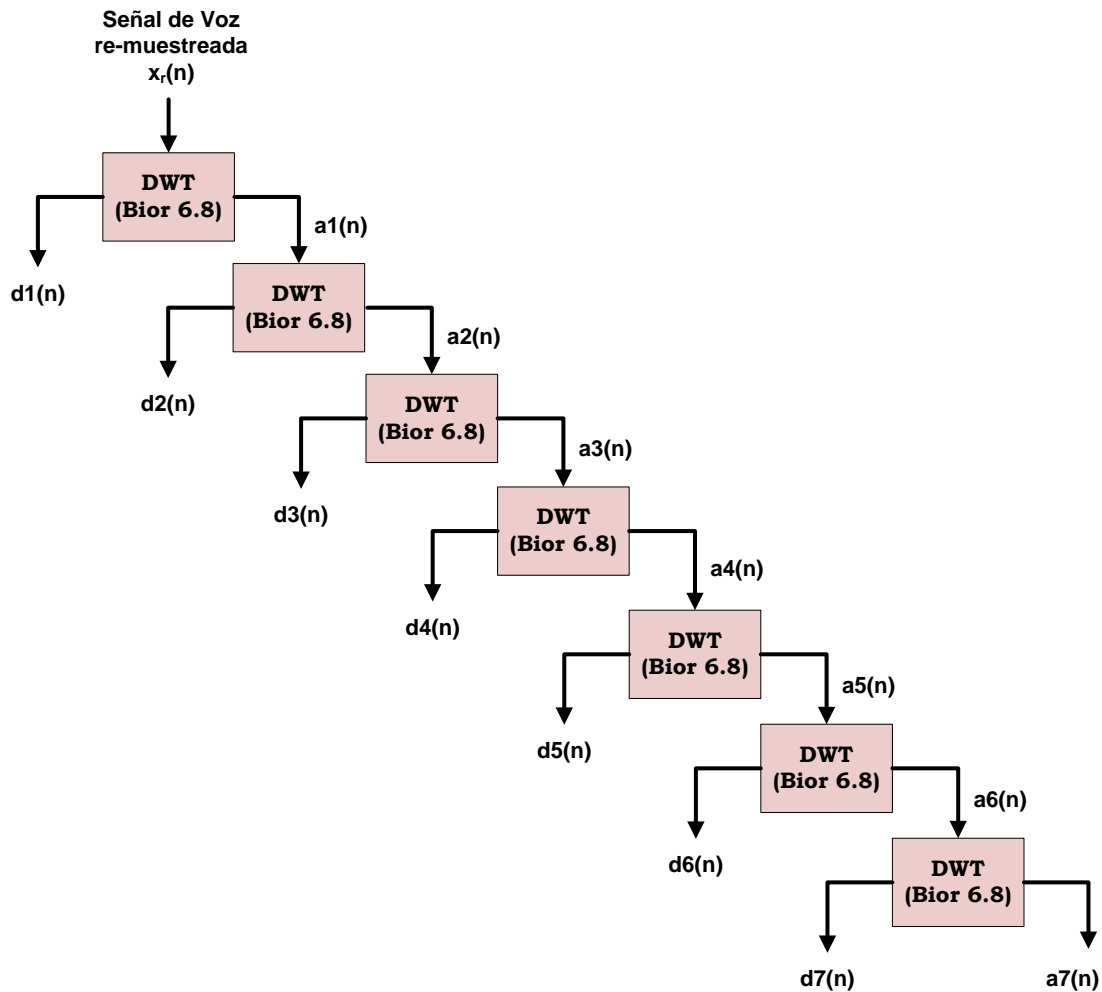 Señal de Voz
re-muestreada
xᵣ(n)
DWT
(Bior 6.8)
a1(n)
d1(n)
DWT
(Bior 6.8)
a2(n)
d2(n)
DWT
(Bior 6.8)
a3(n)
d3(n)
DWT
(Bior 6.8)
a4(n)
d4(n)
DWT
(Bior 6.8)
a5(n)
d5(n)
DWT
(Bior 6.8)
a6(n)
d6(n)
DWT
(Bior 6.8)
d7(n)
a7(n)